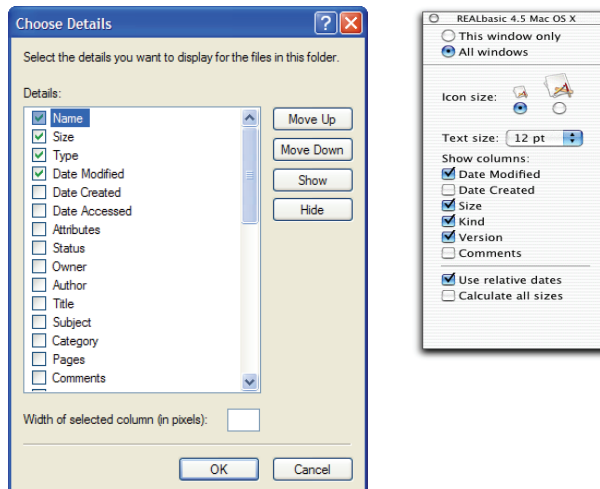 Choose Details
Select the details you want to display for the files in this folder.
Details:
Name
Size
Type
Date Modified
Date Created
Date Accessed
Attributes
Status
Owner
Author
Title
Subject
Category
Pages
Comments
Move Up
Move Down
Show
Hide
Width of selected column (in pixels):
OK
Cancel
REALbasic 4.5 Mac OS X
This window only
All windows
Icon size:
Text size: 12 pt
Show columns:
Date Modified
Date Created
Size
Kind
Version
Comments
Use relative dates
Calculate all sizes